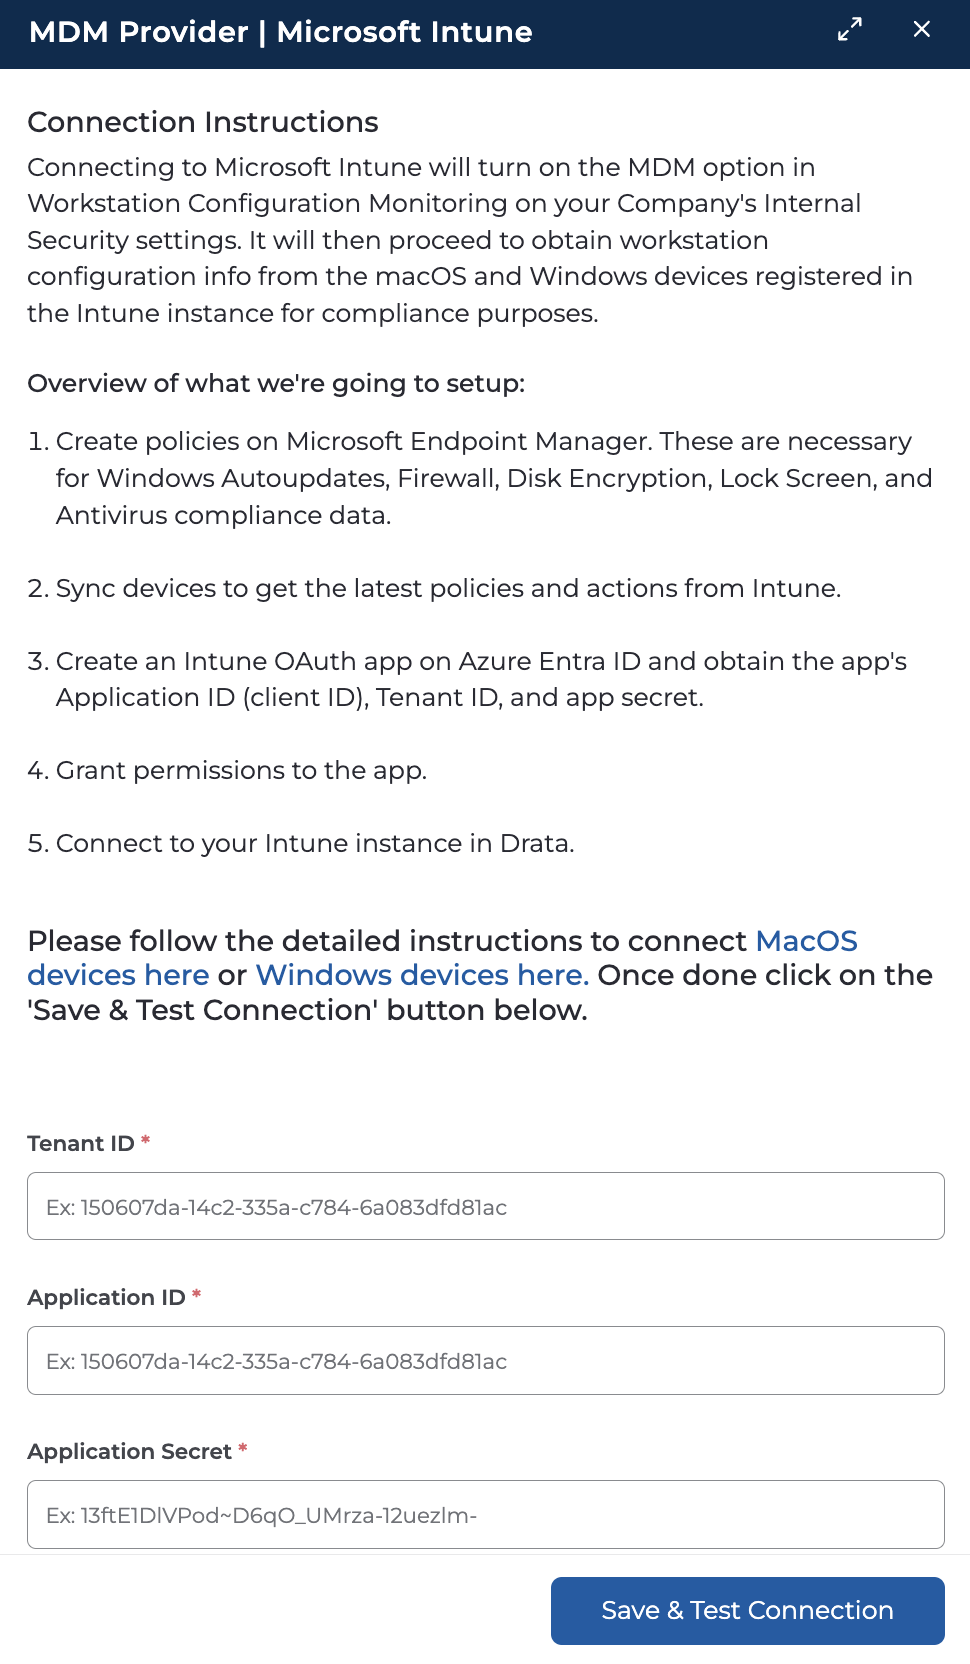 MDM Provider | Microsoft Intune
Connection Instructions
Connecting to Microsoft Intune will turn on the MDM option in
Workstation Configuration Monitoring on your Company's Internal
Security settings. It will then proceed to obtain workstation
configuration info from the macOS and Windows devices registered in
the Intune instance for compliance purposes.
Overview of what we're going to setup:
1. Create policies on Microsoft Endpoint Manager. These are necessary
for Windows Autoupdates, Firewall, Disk Encryption, Lock Screen, and
Antivirus compliance data.
2. Sync devices to get the latest policies and actions from Intune.
3. Create an Intune OAuth app on Azure Entra ID and obtain the app's
Application ID (client ID), Tenant ID, and app secret.
4. Grant permissions to the app.
5. Connect to your Intune instance in Drata.
Please follow the detailed instructions to connect MacOS
devices here or Windows devices here. Once done click on the
'Save & Test Connection' button below.
Tenant ID *
Ex: 150607da-14c2-335a-c784-6a083dfd81ac
Application ID *
Ex: 150607da-14c2-335a-c784-6a083dfd81ac
Application Secret *
Ex: 13ftE1DlVPod~D6qO_UMrza-12uezlm-
Save & Test Connection